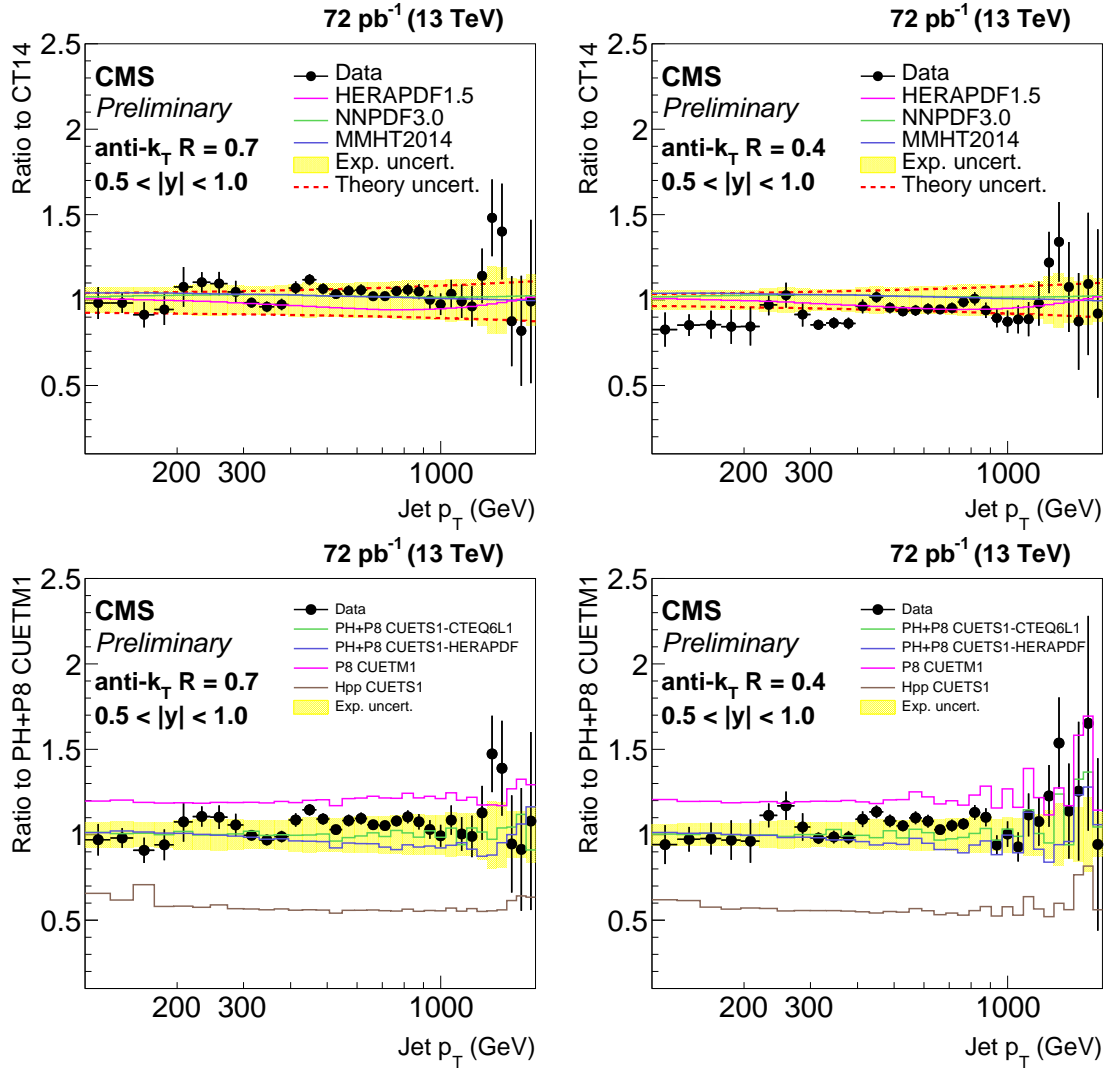 72 pb⁻¹ (13 TeV)
Ratio to CT14
2.5
2
1.5
1
0.5
CMS
Preliminary
anti-k_T R = 0.7
0.5 < |y| < 1.0
Data
HERAPDF1.5
NNPDF3.0
MMHT2014
Exp. uncert.
Theory uncert.
200 300 1000
Jet p_T (GeV)
72 pb⁻¹ (13 TeV)
Ratio to CT14
2.5
2
1.5
1
0.5
CMS
Preliminary
anti-k_T R = 0.4
0.5 < |y| < 1.0
Data
HERAPDF1.5
NNPDF3.0
MMHT2014
Exp. uncert.
Theory uncert.
200 300 1000
Jet p_T (GeV)
72 pb⁻¹ (13 TeV)
Ratio to PH+P8 CUETM1
2.5
2
1.5
1
0.5
CMS
Preliminary
anti-k_T R = 0.7
0.5 < |y| < 1.0
Data
PH+P8 CUETS1-CTEQ6L1
PH+P8 CUETS1-HERAPDF
P8 CUETM1
Hpp CUETS1
Exp. uncert.
200 300 1000
Jet p_T (GeV)
72 pb⁻¹ (13 TeV)
Ratio to PH+P8 CUETM1
2.5
2
1.5
1
0.5
CMS
Preliminary
anti-k_T R = 0.4
0.5 < |y| < 1.0
Data
PH+P8 CUETS1-CTEQ6L1
PH+P8 CUETS1-HERAPDF
P8 CUETM1
Hpp CUETS1
Exp. uncert.
200 300 1000
Jet p_T (GeV)